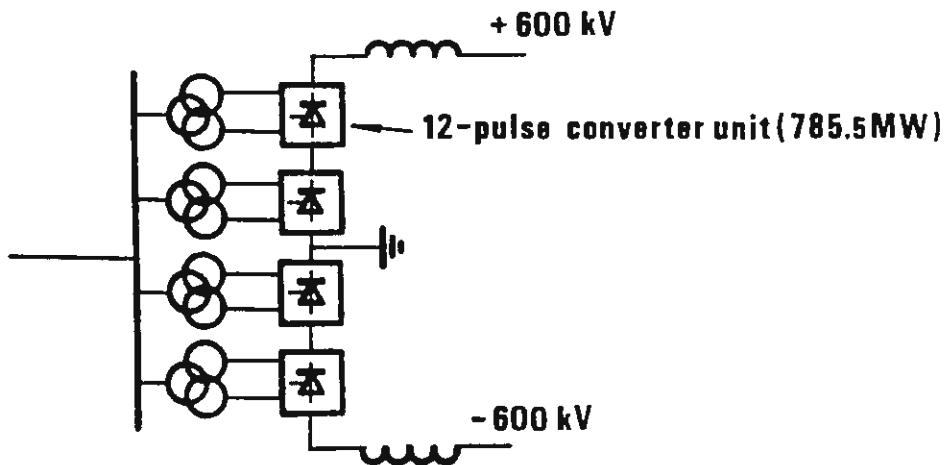 + 600 kV
12-pulse converter unit (785.5MW)
- 600 kV